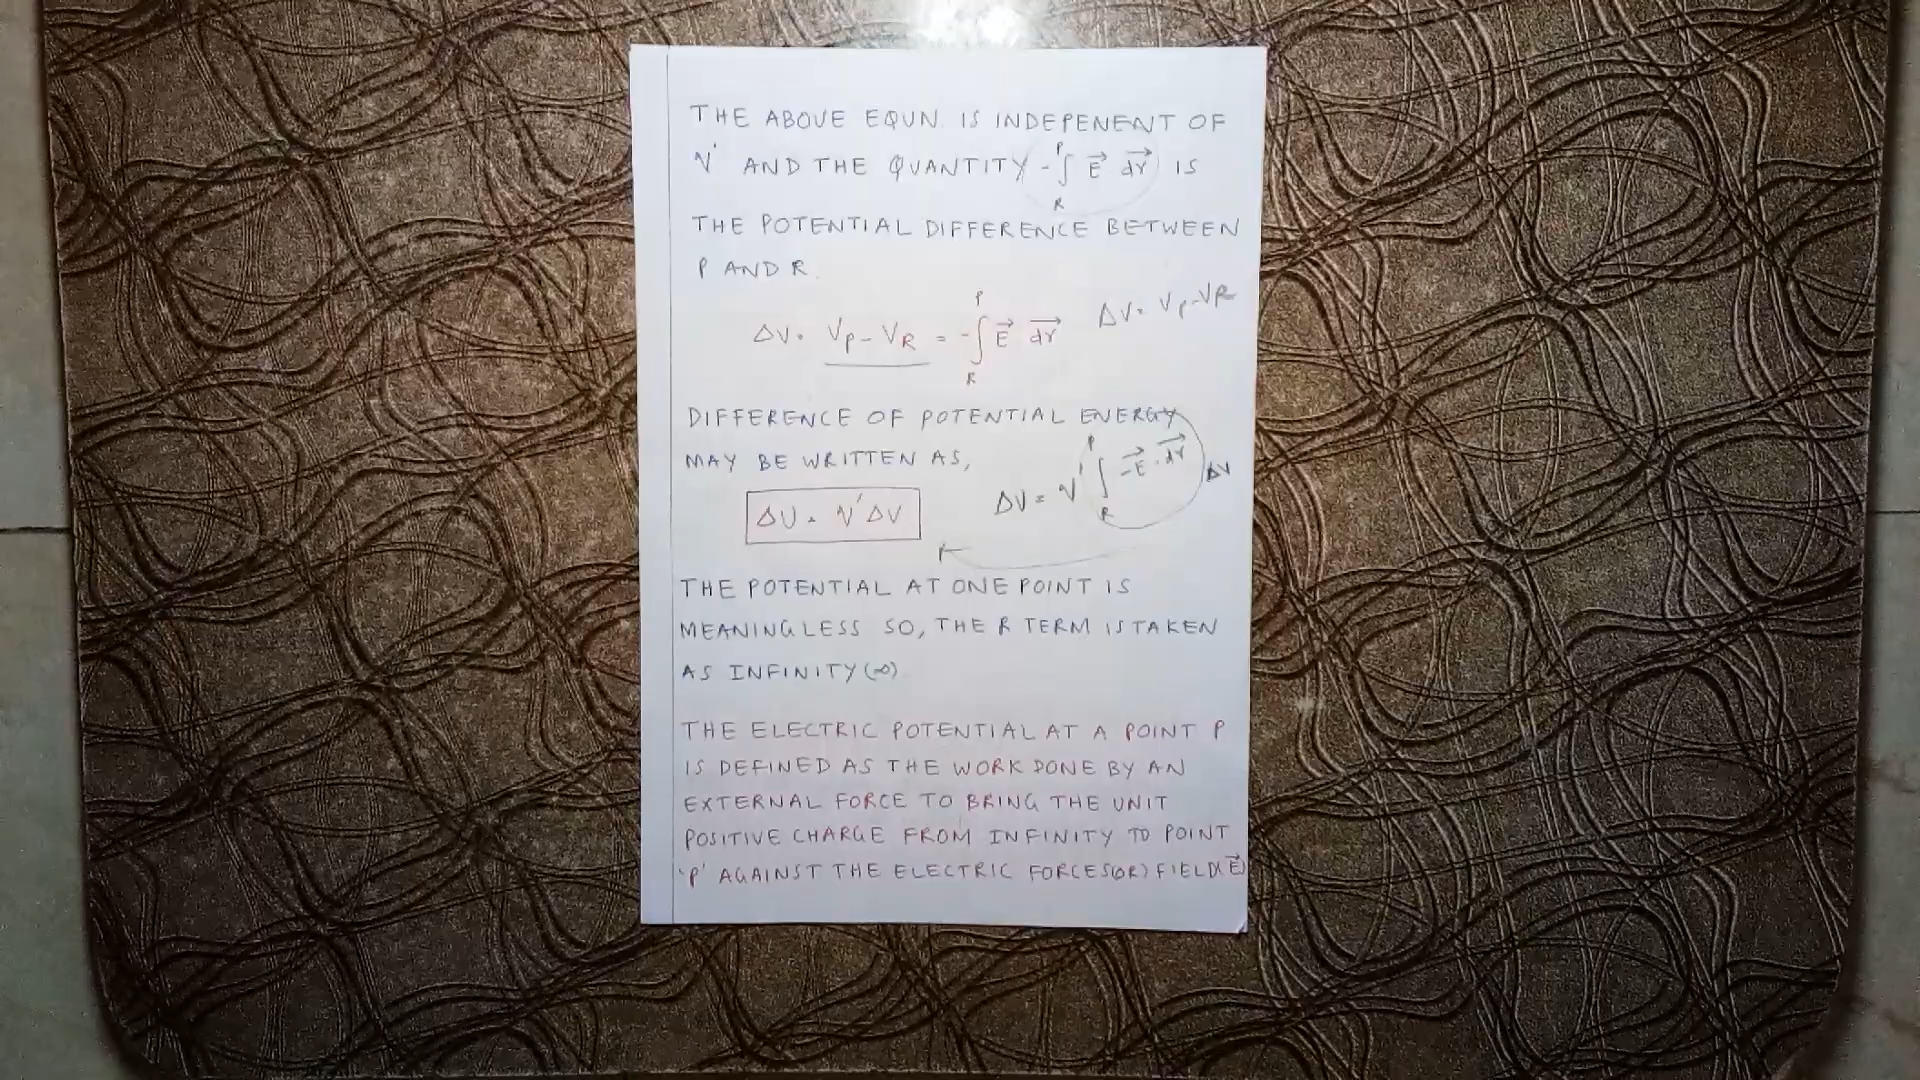 THE ABOVE EQUN. IS INDEPENENT OF
q' AND THE QUANTITY -∫ᴿᴾ E⃗ dr⃗ IS
THE POTENTIAL DIFFERENCE BETWEEN
P AND R.
ΔV = VP - VR = -∫ᴿᴾ E⃗ dr⃗
ΔV = VP - VR
DIFFERENCE OF POTENTIAL ENERGY
MAY BE WRITTEN AS,
ΔU = q' ∫ᴿᴾ -E⃗ · dr⃗ ΔV
ΔU = q' ΔV
THE POTENTIAL AT ONE POINT IS
MEANINGLESS SO, THE R TERM IS TAKEN
AS INFINITY (∞)
THE ELECTRIC POTENTIAL AT A POINT P
IS DEFINED AS THE WORK DONE BY AN
EXTERNAL FORCE TO BRING THE UNIT
POSITIVE CHARGE FROM INFINITY TO POINT
'P' AGAINST THE ELECTRIC FORCES(OR) FIELD(E⃗)